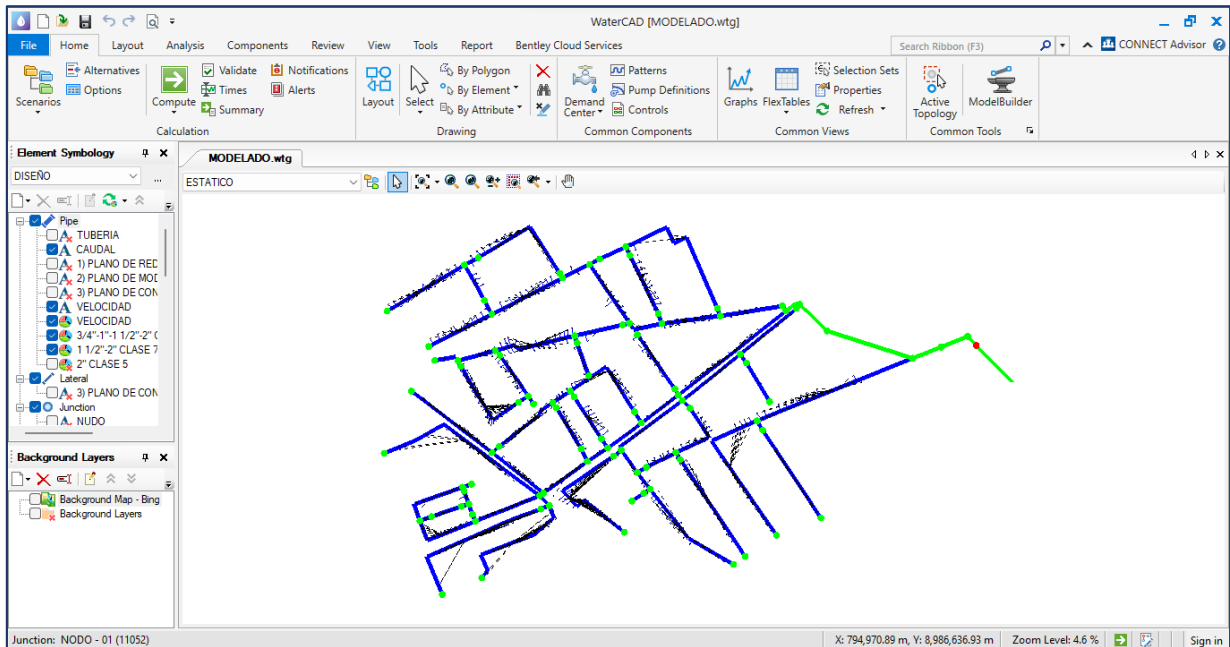 WaterCAD [MODELADO.wtg]
File Home Layout Analysis Components Review View Tools Report Bentley Cloud Services Search Ribbon (F3) CONNECT Advisor
Scenarios
Alternatives
Options
Compute
Validate
Times
Summary
Notifications
Alerts
Calculation
Layout
Select
By Polygon
By Element
By Attribute
Drawing
Demand Center
Patterns
Pump Definitions
Controls
Common Components
Graphs
FlexTables
Selection Sets
Properties
Refresh
Common Views
Active Topology
ModelBuilder
Common Tools
Element Symbology
DISEÑO
...
Pipe
TUBERIA
CAUDAL
1) PLANO DE RED
2) PLANO DE MOD
3) PLANO DE CON
VELOCIDAD
VELOCIDAD
3/4"-1"-1 1/2"-2" C
1 1/2"-2" CLASE 7
2" CLASE 5
Lateral
3) PLANO DE CON
Junction
NUDO
Background Layers
Background Map - Bing
Background Layers
MODELADO.wtg
ESTATICO
Junction: NODO - 01 (11052)
X: 794,970.89 m, Y: 8,986,636.93 m Zoom Level: 4.6 % Sign in